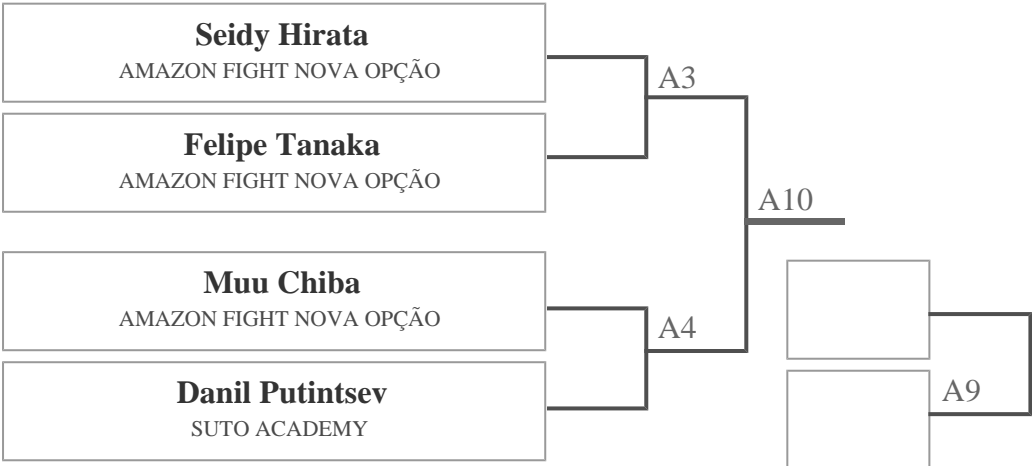 Seidy Hirata
AMAZON FIGHT NOVA OPÇÃO
A3
Felipe Tanaka
AMAZON FIGHT NOVA OPÇÃO
A10
Muu Chiba
AMAZON FIGHT NOVA OPÇÃO
A4
Danil Putintsev
SUTO ACADEMY
A9